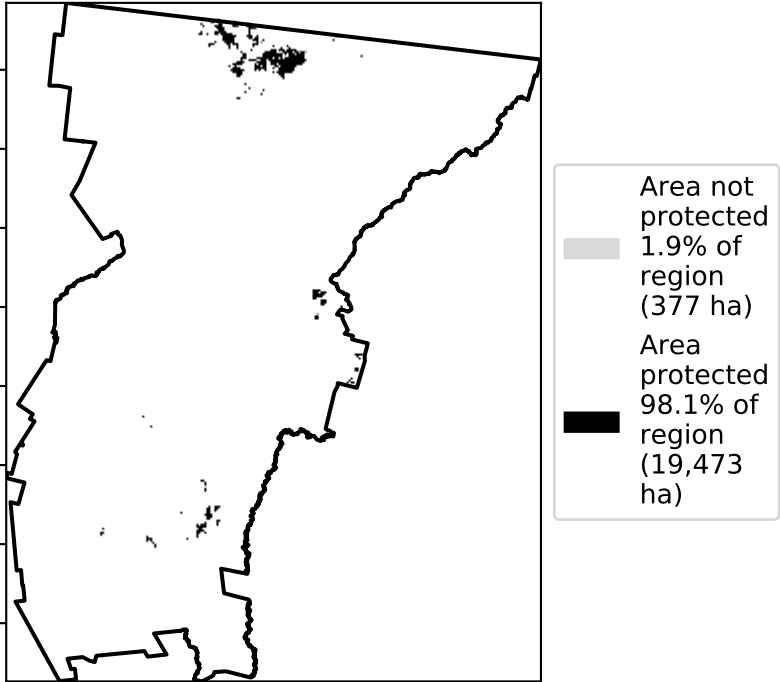 Area not
protected
1.9% of
region
(377 ha)
Area
protected
98.1% of
region
(19,473
ha)